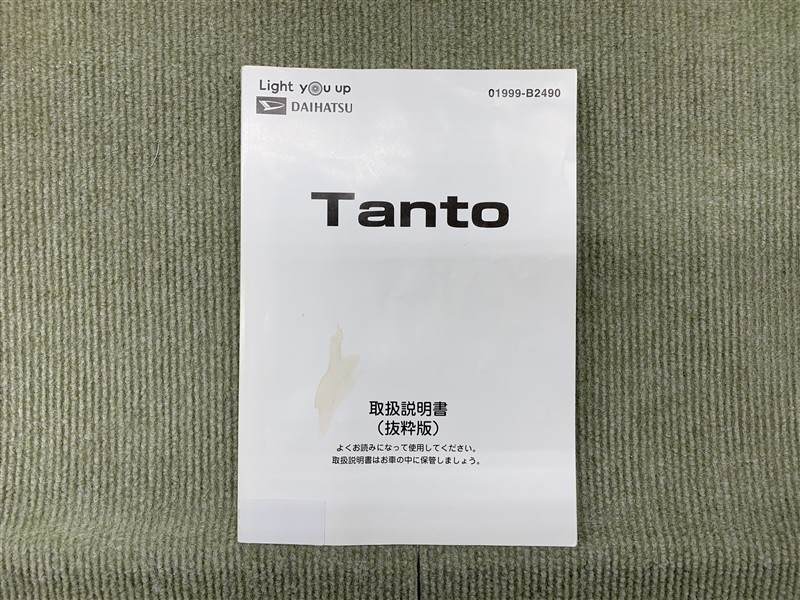 Light you up
01999-B2490
DAIHATSU
Tanto
取扱説明書
（抜粋版）
よくお読みになって使用してください。
取扱説明書はお車の中に保管しましょう。